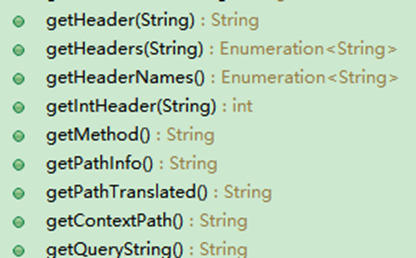 getHeader(String) : String
getHeaders(String) : Enumeration<String>
getHeaderNames() : Enumeration<String>
getIntHeader(String) : int
getMethod() : String
getPathInfo() : String
getPathTranslated() : String
getContextPath() : String
getQueryString() : String